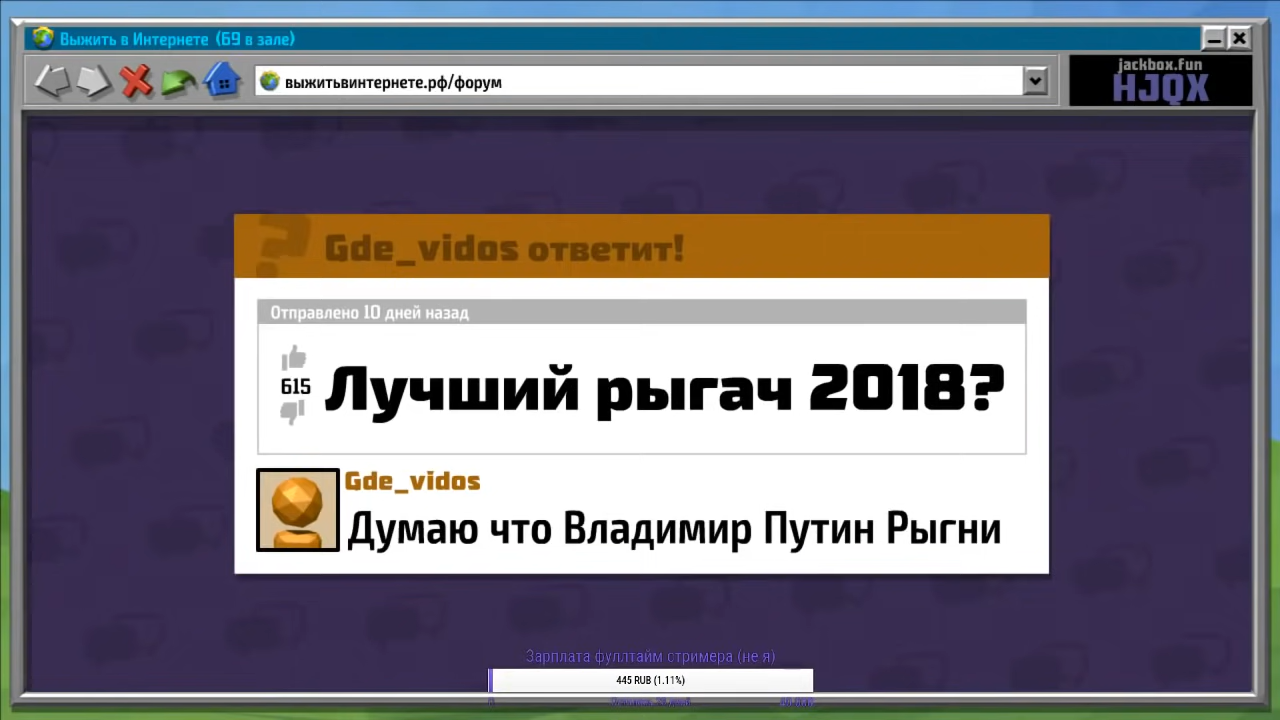 Выжить в Интернете (69 в зале)
выжитьвинтернете.рф/форум
jackbox.fun
HJQX
Gde_vidos ответит!
Отправлено 10 дней назад
615
Лучший рыгач 2018?
Gde_vidos
Думаю что Владимир Путин Рыгни
Зарплата фуллтайм стримера (не я)
445 RUB (1.11%)